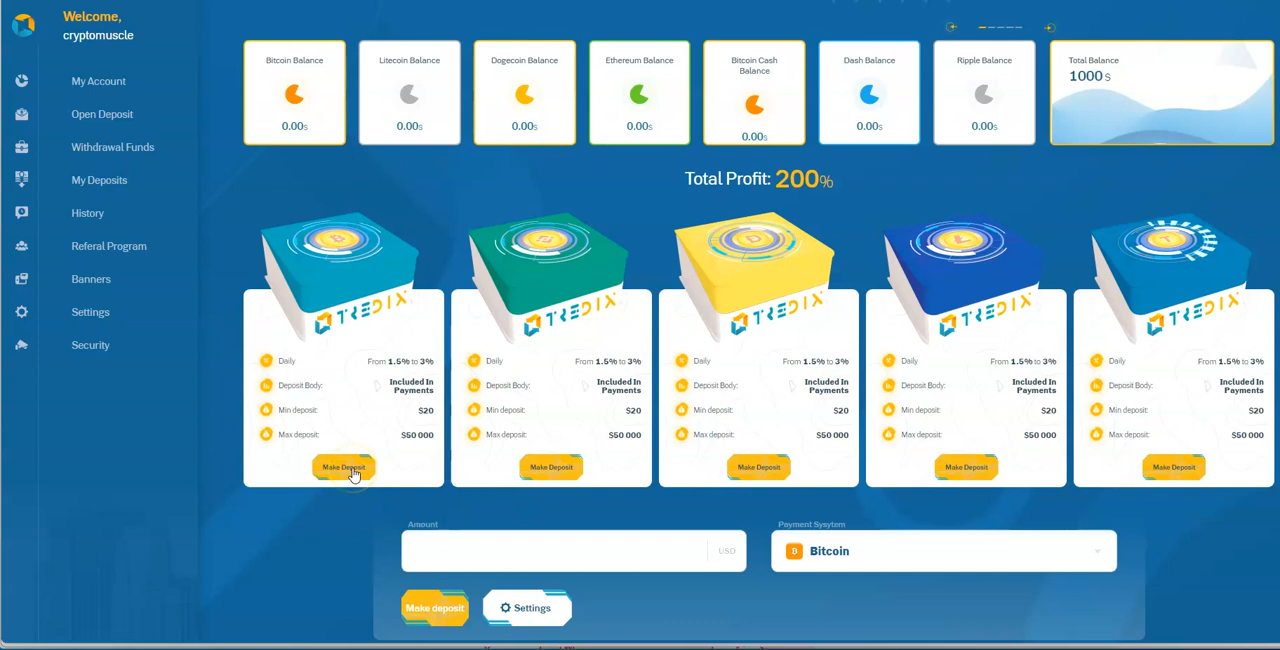 Welcome,
cryptomuscle
My Account
Open Deposit
Withdrawal Funds
My Deposits
History
Referal Program
Banners
Settings
Security
Bitcoin Balance
0.00$
Litecoin Balance
0.00$
Dogecoin Balance
0.00$
Ethereum Balance
0.00$
Bitcoin Cash
Balance
0.00$
Dash Balance
0.00$
Ripple Balance
0.00$
Total Balance
1000 $
Total Profit: 200%
TREDIX
Daily From 1.5% to 3%
Deposit Body: Included In
Payments
Min deposit: $20
Max deposit: $50 000
Make Deposit
TREDIX
Daily From 1.5% to 3%
Deposit Body: Included In
Payments
Min deposit: $20
Max deposit: $50 000
Make Deposit
TREDIX
Daily From 1.5% to 3%
Deposit Body: Included In
Payments
Min deposit: $20
Max deposit: $50 000
Make Deposit
TREDIX
Daily From 1.5% to 3%
Deposit Body: Included In
Payments
Min deposit: $20
Max deposit: $50 000
Make Deposit
TREDIX
Daily From 1.5% to 3%
Deposit Body: Included In
Payments
Min deposit: $20
Max deposit: $50 000
Make Deposit
Amount
USD
Payment Sysytem
Bitcoin
Make deposit
Settings